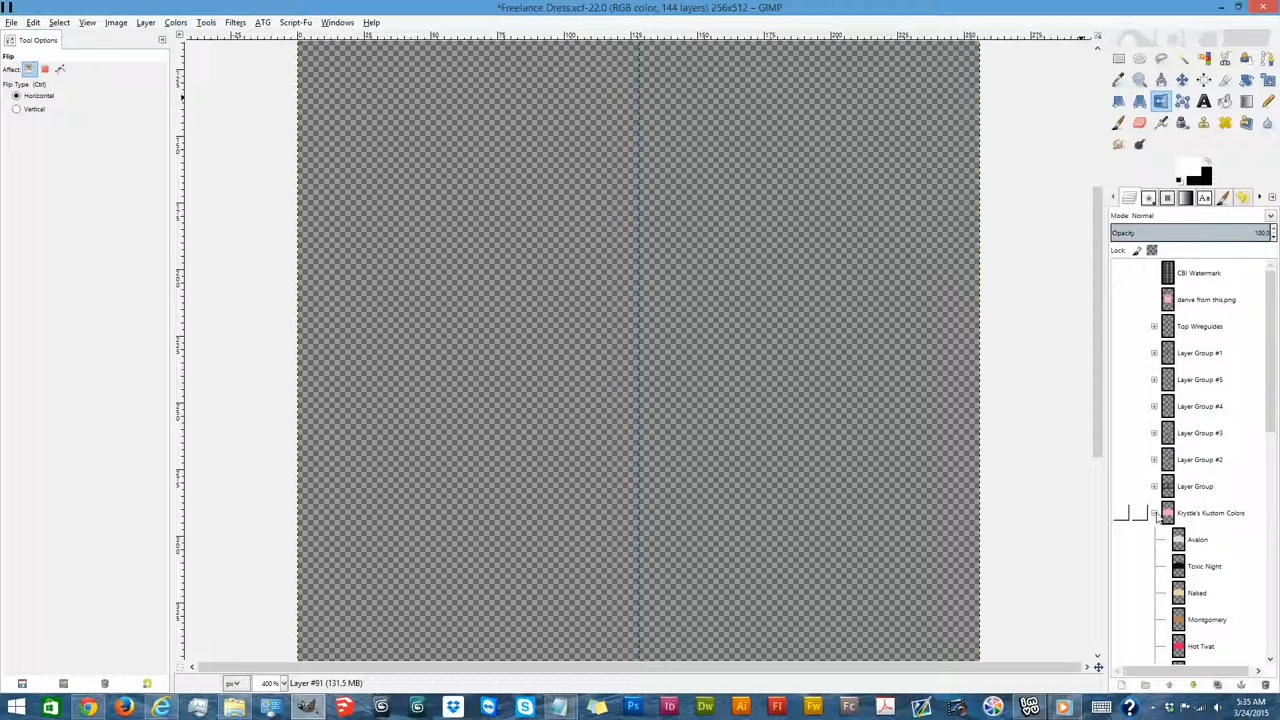 *Freelance Dress.xcf-22.0 (RGB color, 144 layers) 256x512 – GIMP
File Edit Select View Image Layer Colors Tools Filters ATG Script-Fu Windows Help
Tool Options
Flip
Affect:
Flip Type (Ctrl)
Horizontal
Vertical
Mode: Normal
Opacity 100.0
Lock:
CBI Watermark
derive from this.png
Top Wireguides
Layer Group #1
Layer Group #5
Layer Group #4
Layer Group #3
Layer Group #2
Layer Group
Krystle's Kustom Colors
Avalon
Toxic Night
Naked
Montgomery
Hot Twat
px 400 % Layer #91 (131.5 MB)
5:35 AM
3/24/2015